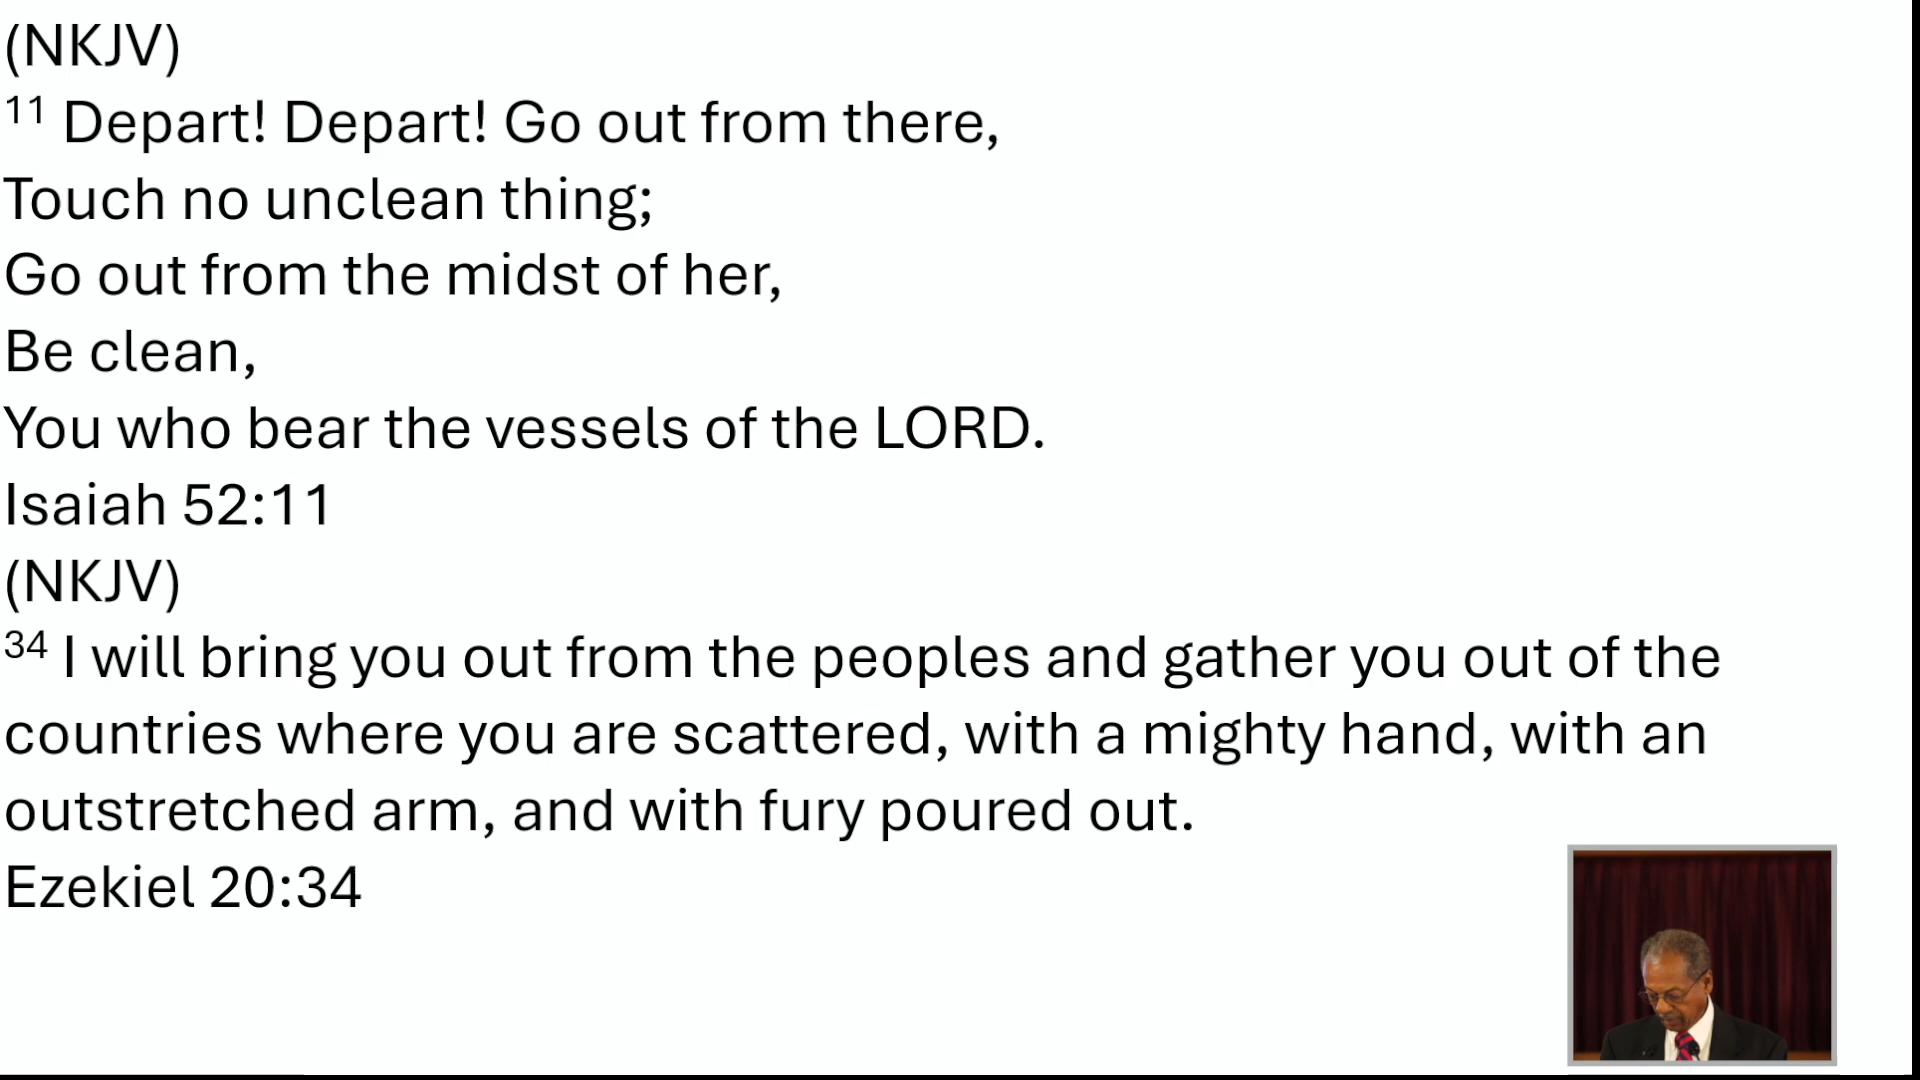 (NKJV)
11 Depart! Depart! Go out from there,
Touch no unclean thing;
Go out from the midst of her,
Be clean,
You who bear the vessels of the LORD.
Isaiah 52:11
(NKJV)
34 I will bring you out from the peoples and gather you out of the
countries where you are scattered, with a mighty hand, with an
outstretched arm, and with fury poured out.
Ezekiel 20:34